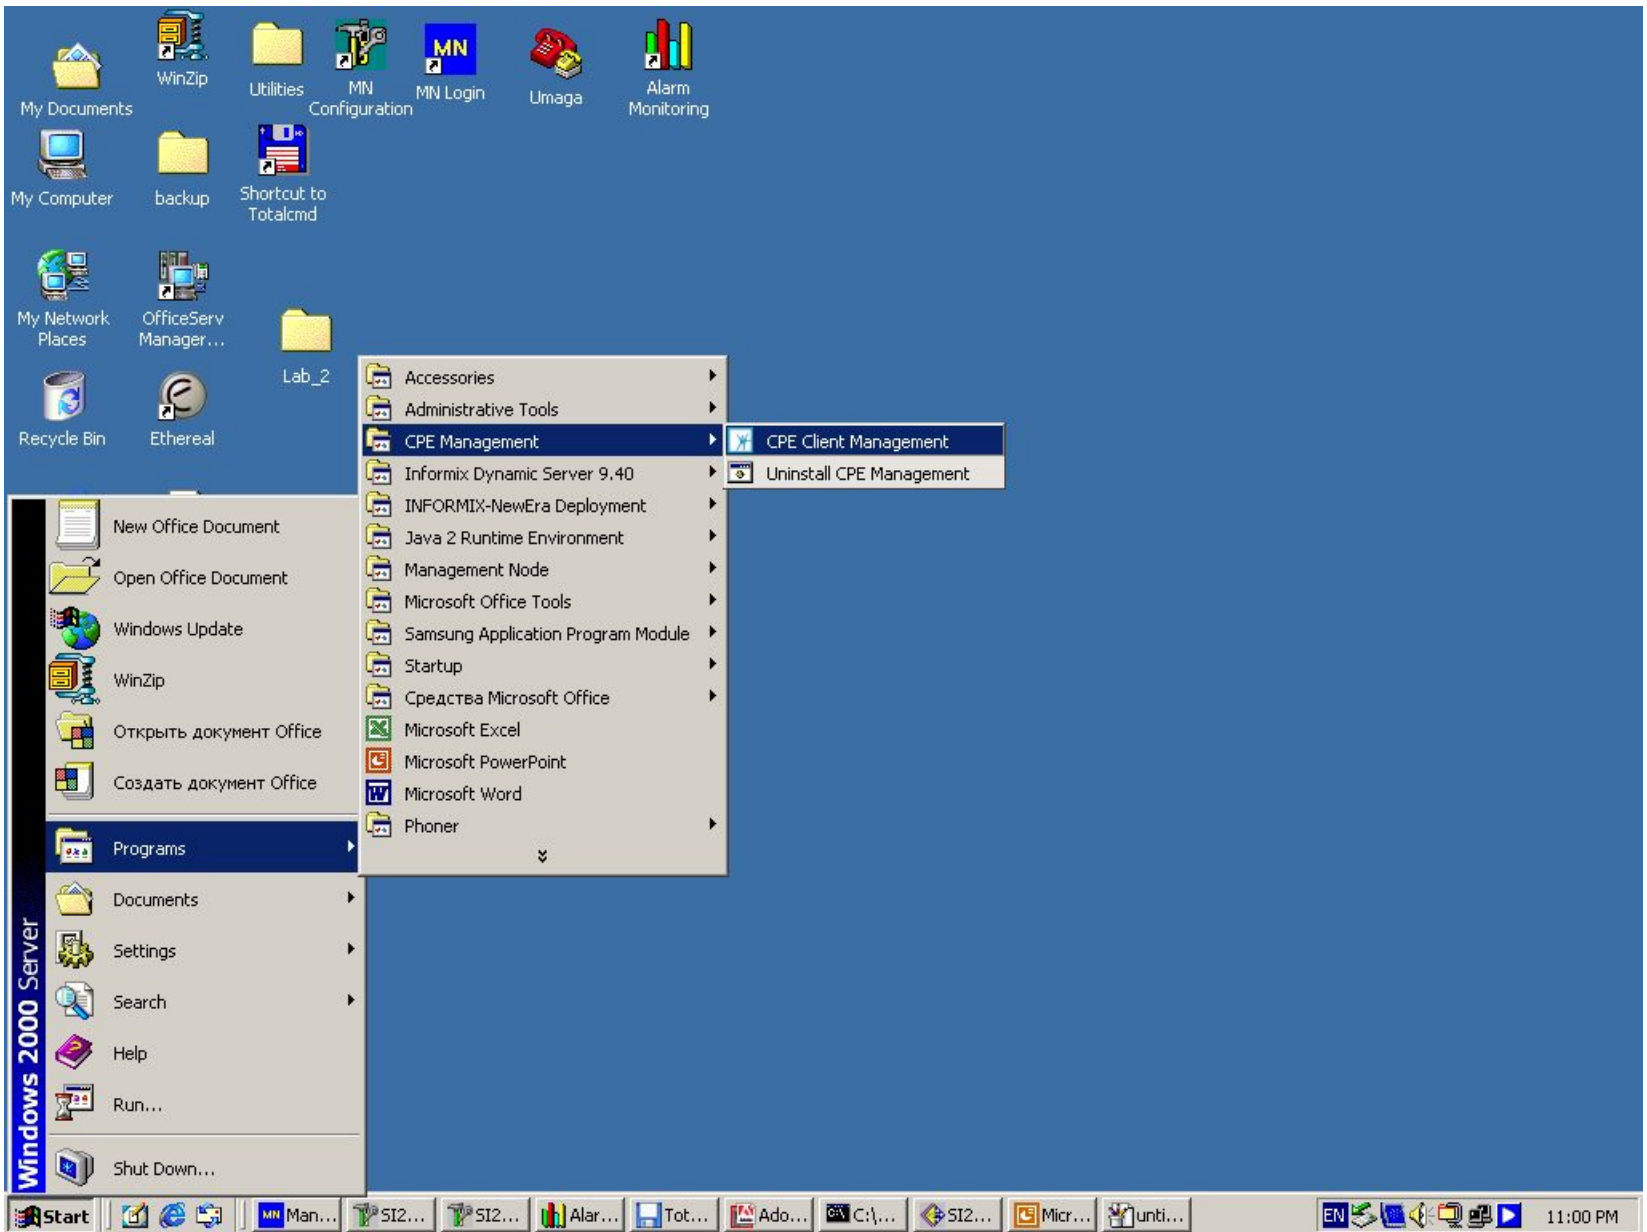 WinZip
Utilities
MN
Configuration
MN
MN Login
Umaga
Alarm
Monitoring
My Documents
My Computer
backup
Shortcut to
Totalcmd
My Network
Places
OfficeServ
Manager...
Lab_2
Recycle Bin
Ethereal
Accessories
Administrative Tools
CPE Management
Informix Dynamic Server 9.40
INFORMIX-NewEra Deployment
Java 2 Runtime Environment
Management Node
Microsoft Office Tools
Samsung Application Program Module
Startup
Средства Microsoft Office
Microsoft Excel
Microsoft PowerPoint
Microsoft Word
Phoner
CPE Client Management
Uninstall CPE Management
New Office Document
Open Office Document
Windows Update
WinZip
Открыть документ Office
Создать документ Office
Programs
Documents
Settings
Search
Help
Run...
Shut Down...
Windows 2000 Server
Start
MN Man...
SI2...
SI2...
Alar...
Tot...
Ado...
C:\...
SI2...
Micr...
unti...
EN
11:00 PM